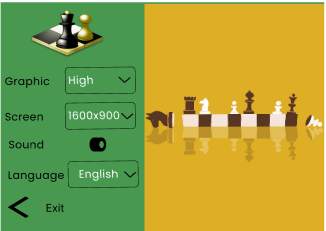 Graphic High
Screen 1600x900
Sound
Language English
Exit